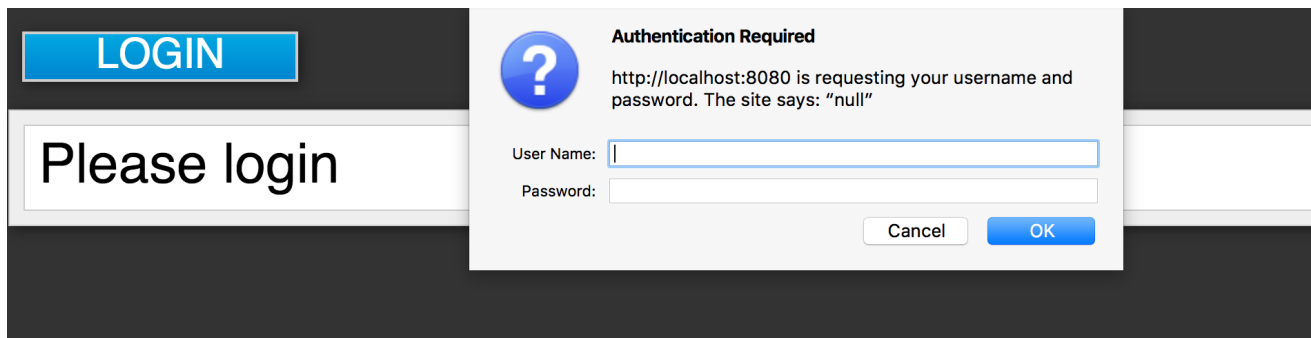 LOGIN
Please login
Authentication Required
http://localhost:8080 is requesting your username and
password. The site says: “null”
User Name:
Password:
Cancel OK